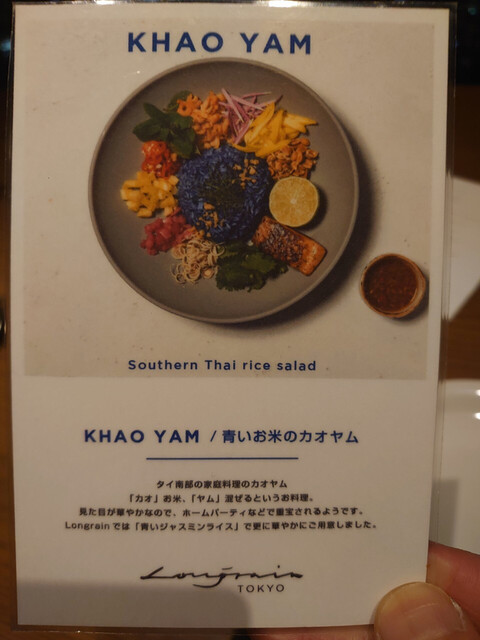 KHAO YAM
Southern Thai rice salad
KHAO YAM / 青いお米のカオヤム
タイ南部の家庭料理のカオヤム
「カオ」お米、「ヤム」混ぜるというお料理。
見た目が華やかなので、ホームパーティなどで重宝されるようです。
Longrainでは「青いジャスミンライス」で更に華やかにご用意しました。
Longrain
TOKYO